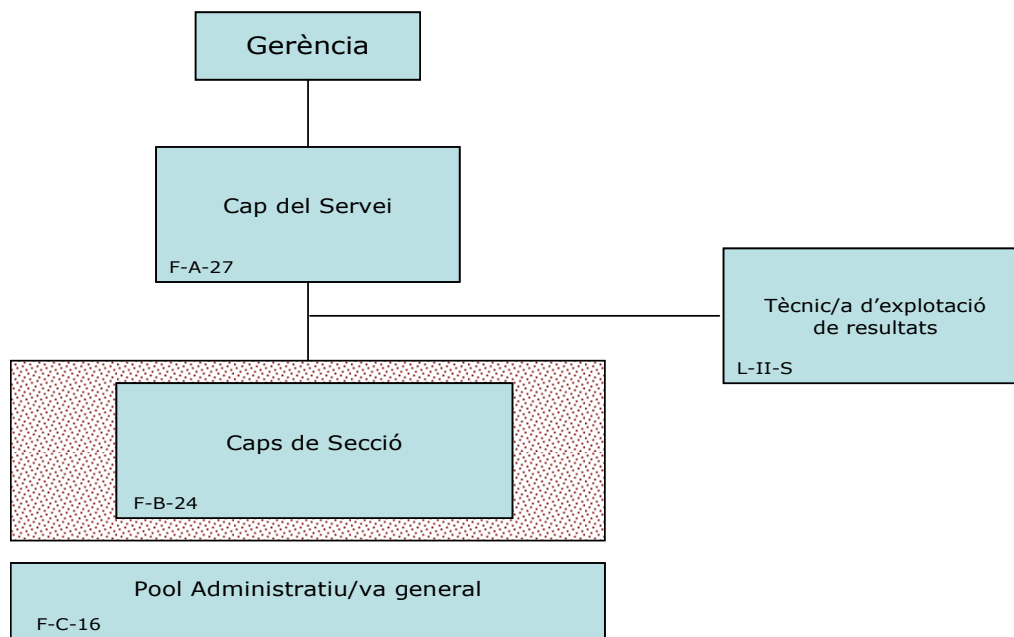 Gerència
Cap del Servei
F-A-27
Tècnic/a d’explotació
de resultats
L-II-S
Caps de Secció
F-B-24
Pool Administratiu/va general
F-C-16